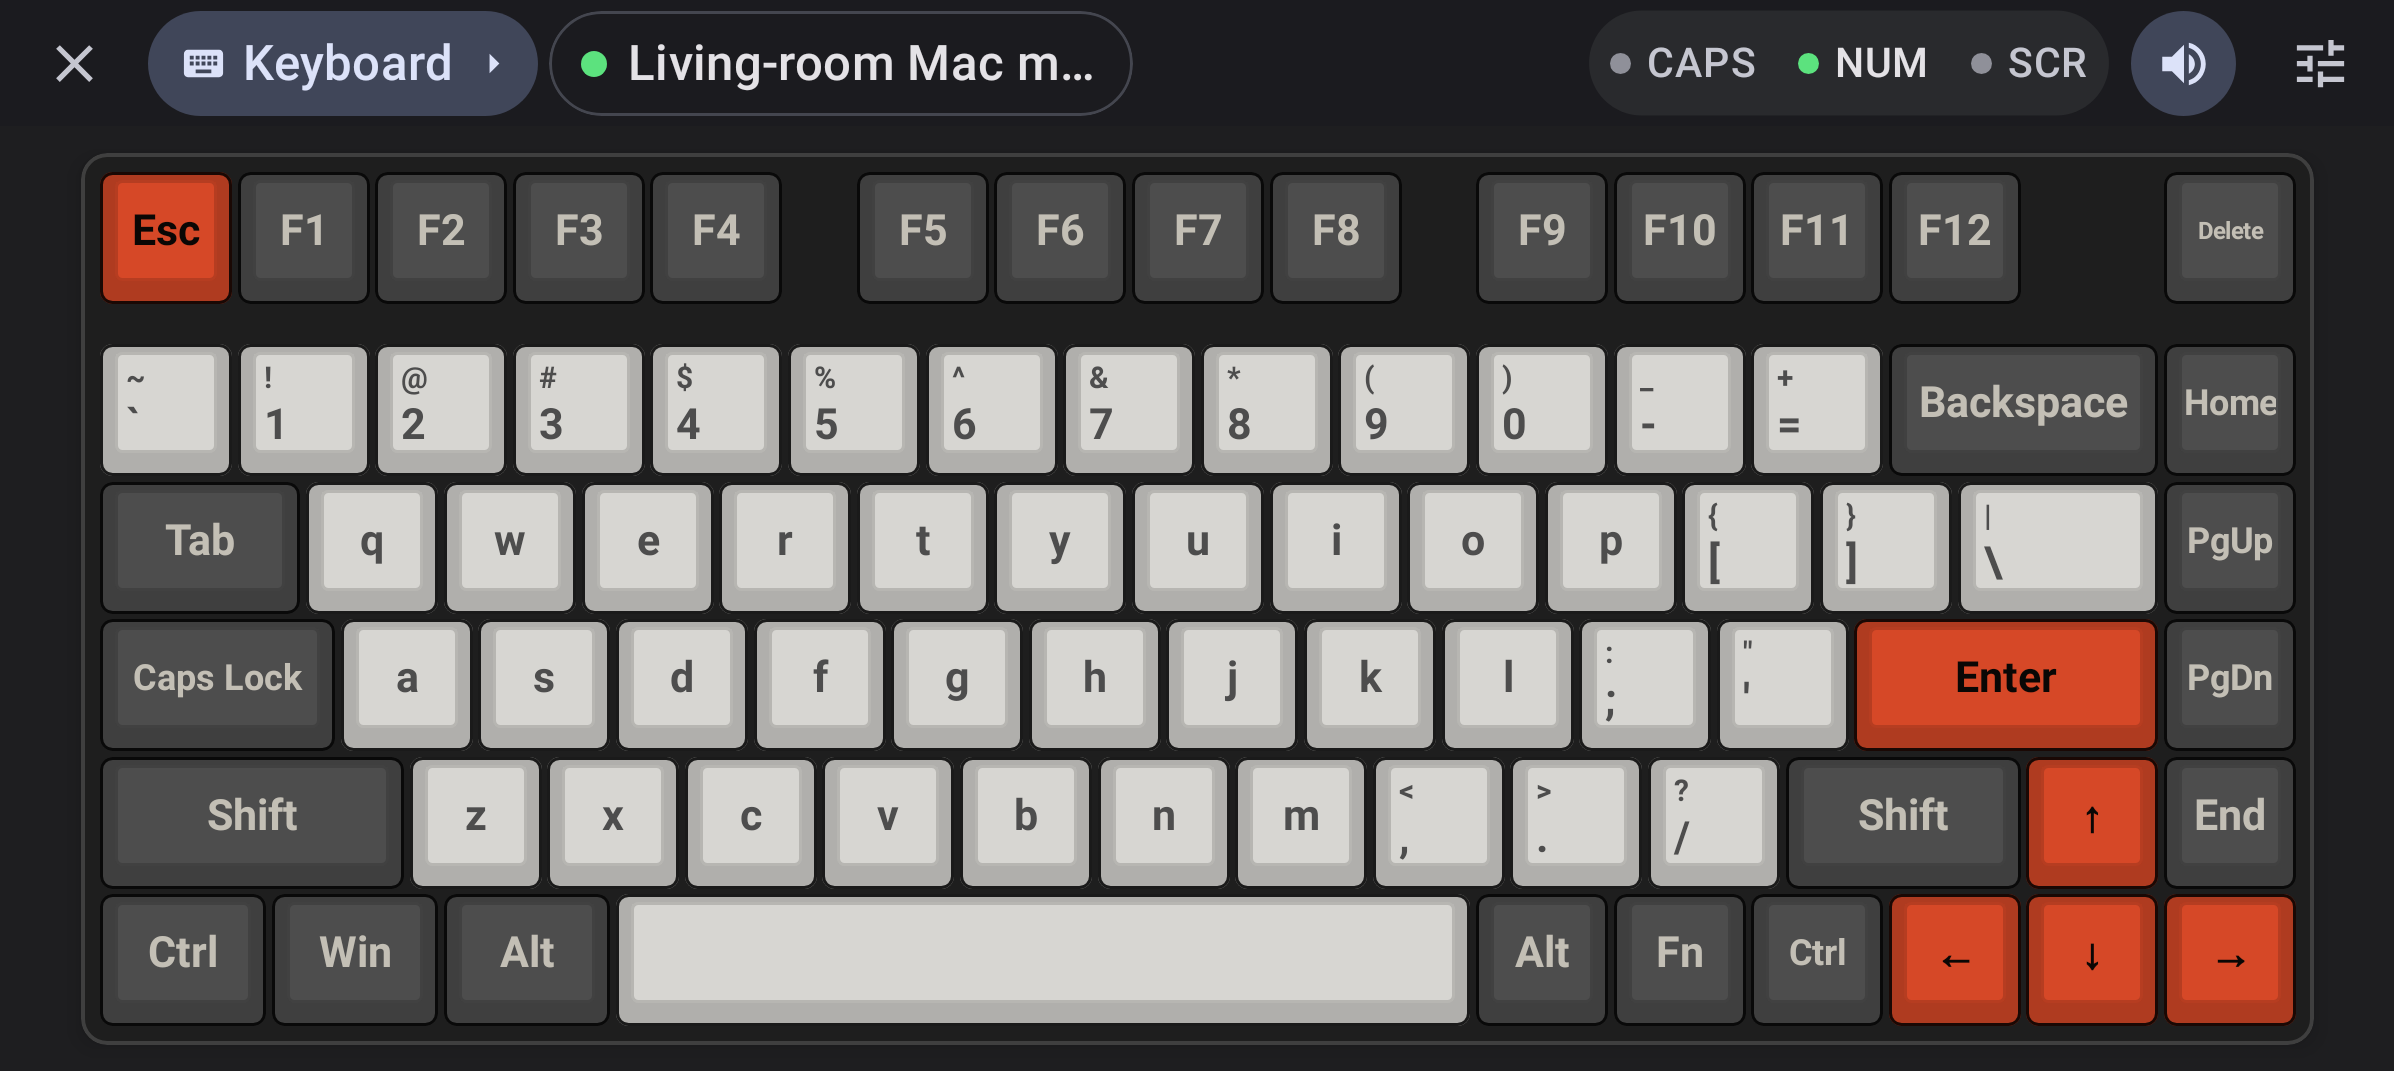 Keyboard Living-room Mac m... CAPS NUM SCR
Esc F1 F2 F3 F4 F5 F6 F7 F8 F9 F10 F11 F12 Delete
~ ! @ # $ % ^ & * ( ) _ +
` 1 2 3 4 5 6 7 8 9 0 - = Backspace Home
Tab q w e r t y u i o p { [ } ] | \ PgUp
Caps Lock a s d f g h j k l : ; " ' Enter PgDn
Shift z x c v b n m < , > . ? / Shift ↑ End
Ctrl Win Alt Alt Fn Ctrl ← ↓ →